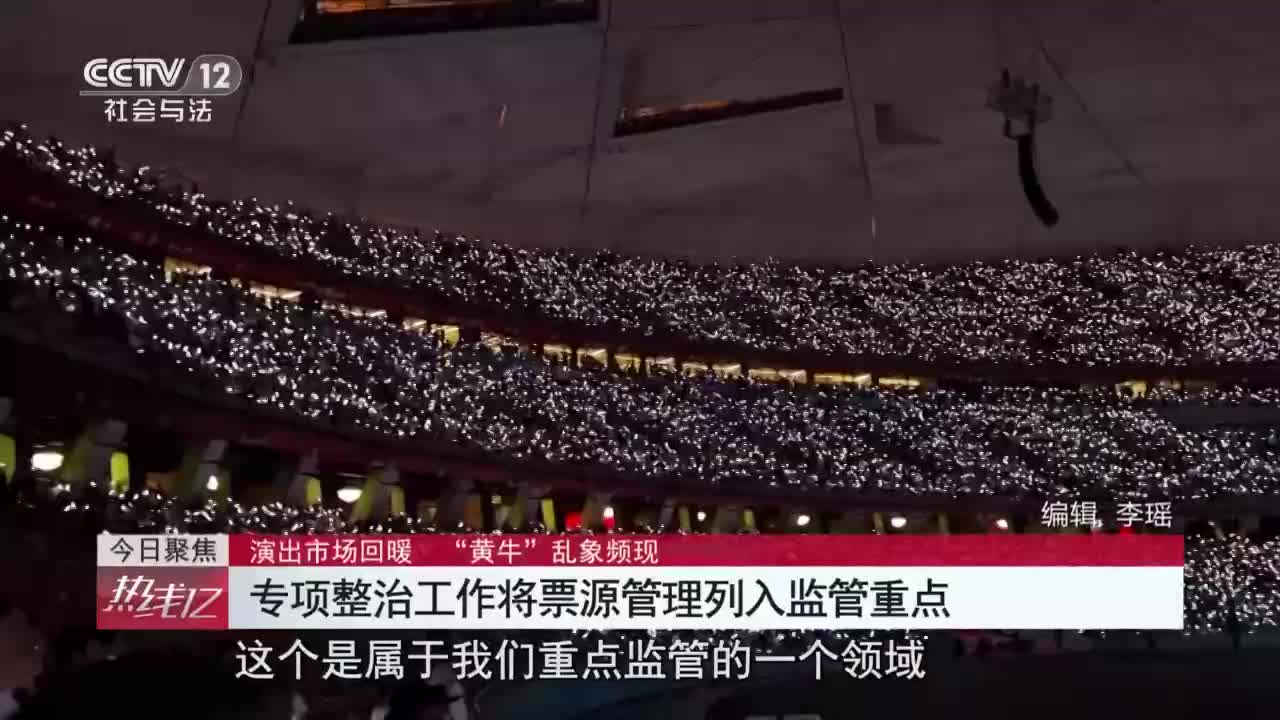 CCTV 12
社会与法
编辑 李瑶
今日聚焦
演出市场回暖 “黄牛”乱象频现
热线12
专项整治工作将票源管理列入监管重点
这个是属于我们重点监管的一个领域